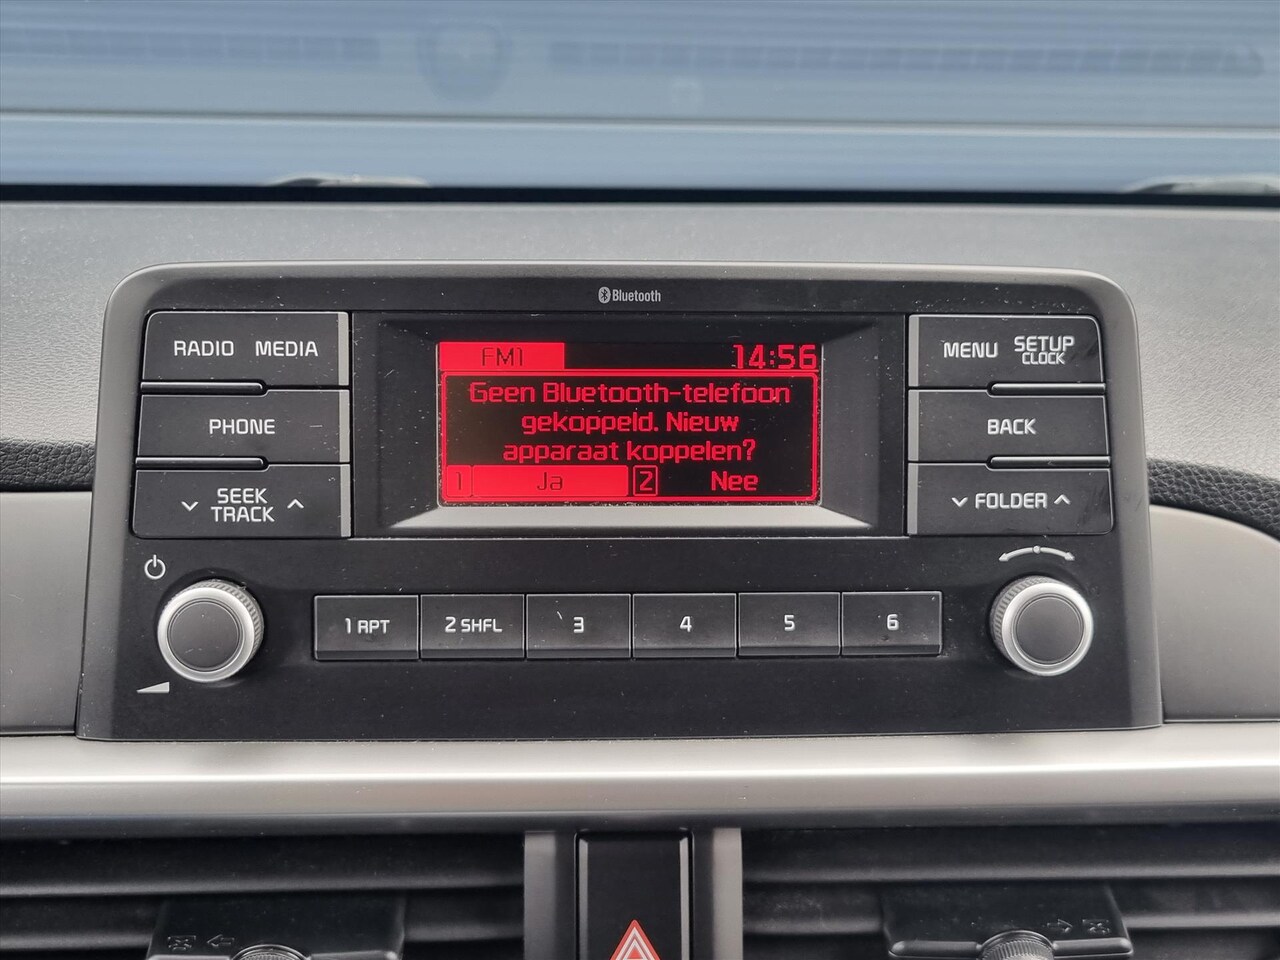 Bluetooth
RADIO MEDIA
PHONE
SEEK
TRACK
FM1 14:56
Geen Bluetooth-telefoon
gekoppeld. Nieuw
apparaat koppelen?
1 Ja 2 Nee
MENU SETUP
CLOCK
BACK
FOLDER
1 RPT 2 SHFL 3 4 5 6